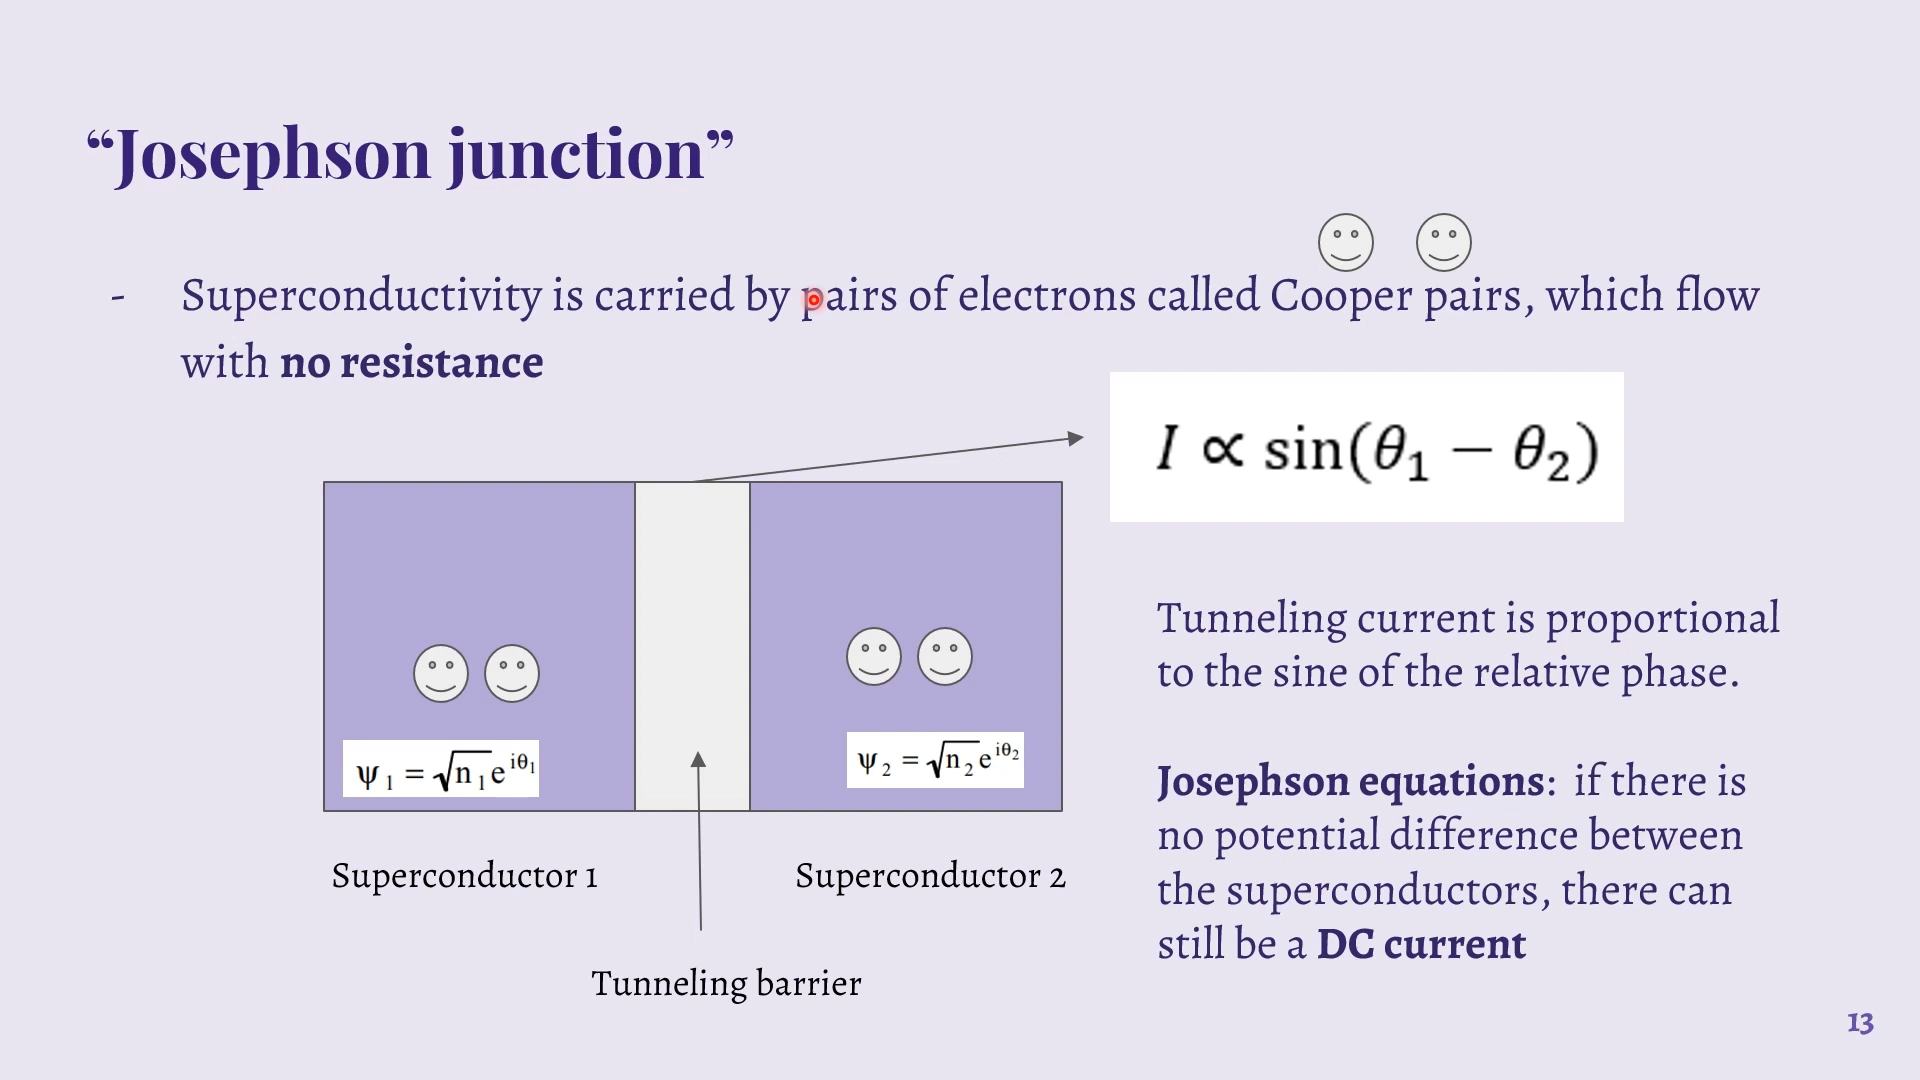 “Josephson junction”
- Superconductivity is carried by pairs of electrons called Cooper pairs, which flow
with no resistance
I ∝ sin(θ₁ − θ₂)
Tunneling current is proportional
to the sine of the relative phase.
ψ₁ = √n₁ e^{iθ₁}
ψ₂ = √n₂ e^{iθ₂}
Josephson equations: if there is
no potential difference between
the superconductors, there can
still be a DC current
Superconductor 1
Superconductor 2
Tunneling barrier
13